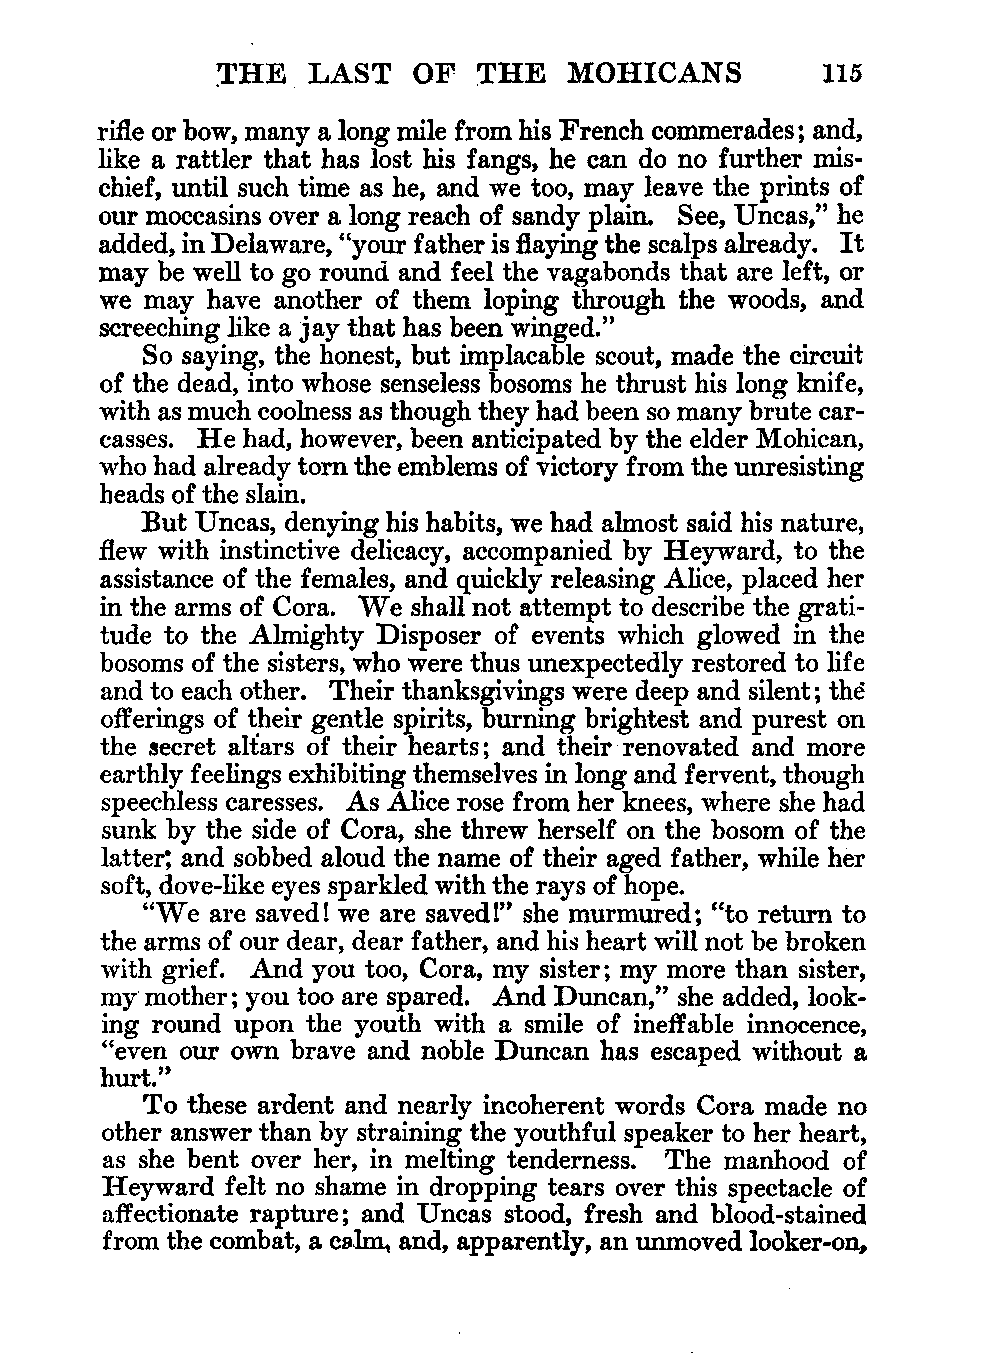 THE LAST OF THE MOHICANS 115
rifle or bow, many a long mile from his French commerades; and,
like a rattler that has lost his fangs, he can do no further mis-
chief, until such time as he, and we too, may leave the prints of
our moccasins over a long reach of sandy plain. See, Uncas,” he
added, in Delaware, “your father is flaying the scalps already. It
may be well to go round and feel the vagabonds that are left, or
we may have another of them loping through the woods, and
screeching like a jay that has been winged.”
So saying, the honest, but implacable scout, made the circuit
of the dead, into whose senseless bosoms he thrust his long knife,
with as much coolness as though they had been so many brute car-
casses. He had, however, been anticipated by the elder Mohican,
who had already torn the emblems of victory from the unresisting
heads of the slain.
But Uncas, denying his habits, we had almost said his nature,
flew with instinctive delicacy, accompanied by Heyward, to the
assistance of the females, and quickly releasing Alice, placed her
in the arms of Cora. We shall not attempt to describe the grati-
tude to the Almighty Disposer of events which glowed in the
bosoms of the sisters, who were thus unexpectedly restored to life
and to each other. Their thanksgivings were deep and silent; the
offerings of their gentle spirits, burning brightest and purest on
the secret altars of their hearts; and their renovated and more
earthly feelings exhibiting themselves in long and fervent, though
speechless caresses. As Alice rose from her knees, where she had
sunk by the side of Cora, she threw herself on the bosom of the
latter; and sobbed aloud the name of their aged father, while her
soft, dove-like eyes sparkled with the rays of hope.
“We are saved! we are saved!” she murmured; “to return to
the arms of our dear, dear father, and his heart will not be broken
with grief. And you too, Cora, my sister; my more than sister,
my mother; you too are spared. And Duncan,” she added, look-
ing round upon the youth with a smile of ineffable innocence,
“even our own brave and noble Duncan has escaped without a
hurt.”
To these ardent and nearly incoherent words Cora made no
other answer than by straining the youthful speaker to her heart,
as she bent over her, in melting tenderness. The manhood of
Heyward felt no shame in dropping tears over this spectacle of
affectionate rapture; and Uncas stood, fresh and blood-stained
from the combat, a calm, and, apparently, an unmoved looker-on,